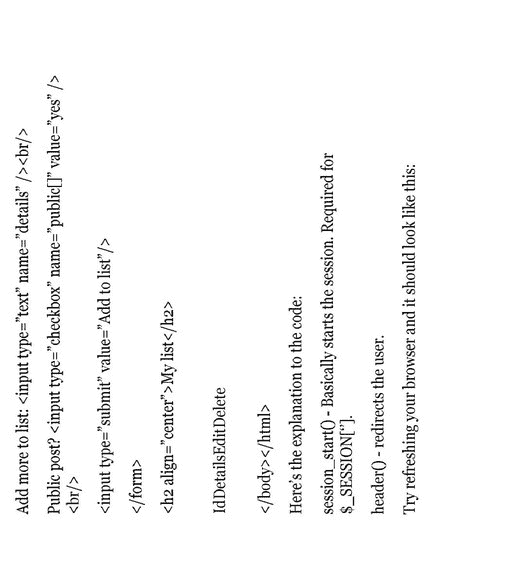 Add more to list: <input type=”text” name=”details” /><br/>
Public post? <input type=”checkbox” name=”public[]” value=”yes” />
<br/>
<input type=”submit” value=”Add to list”/>
</form>
<h2 align=”center”>My list</h2>
IdDetailsEditDelete
</body></html>
Here’s the explanation to the code:
session_start() - Basically starts the session. Required for
$_SESSION[‘’].
header() - redirects the user.
Try refreshing your browser and it should look like this: